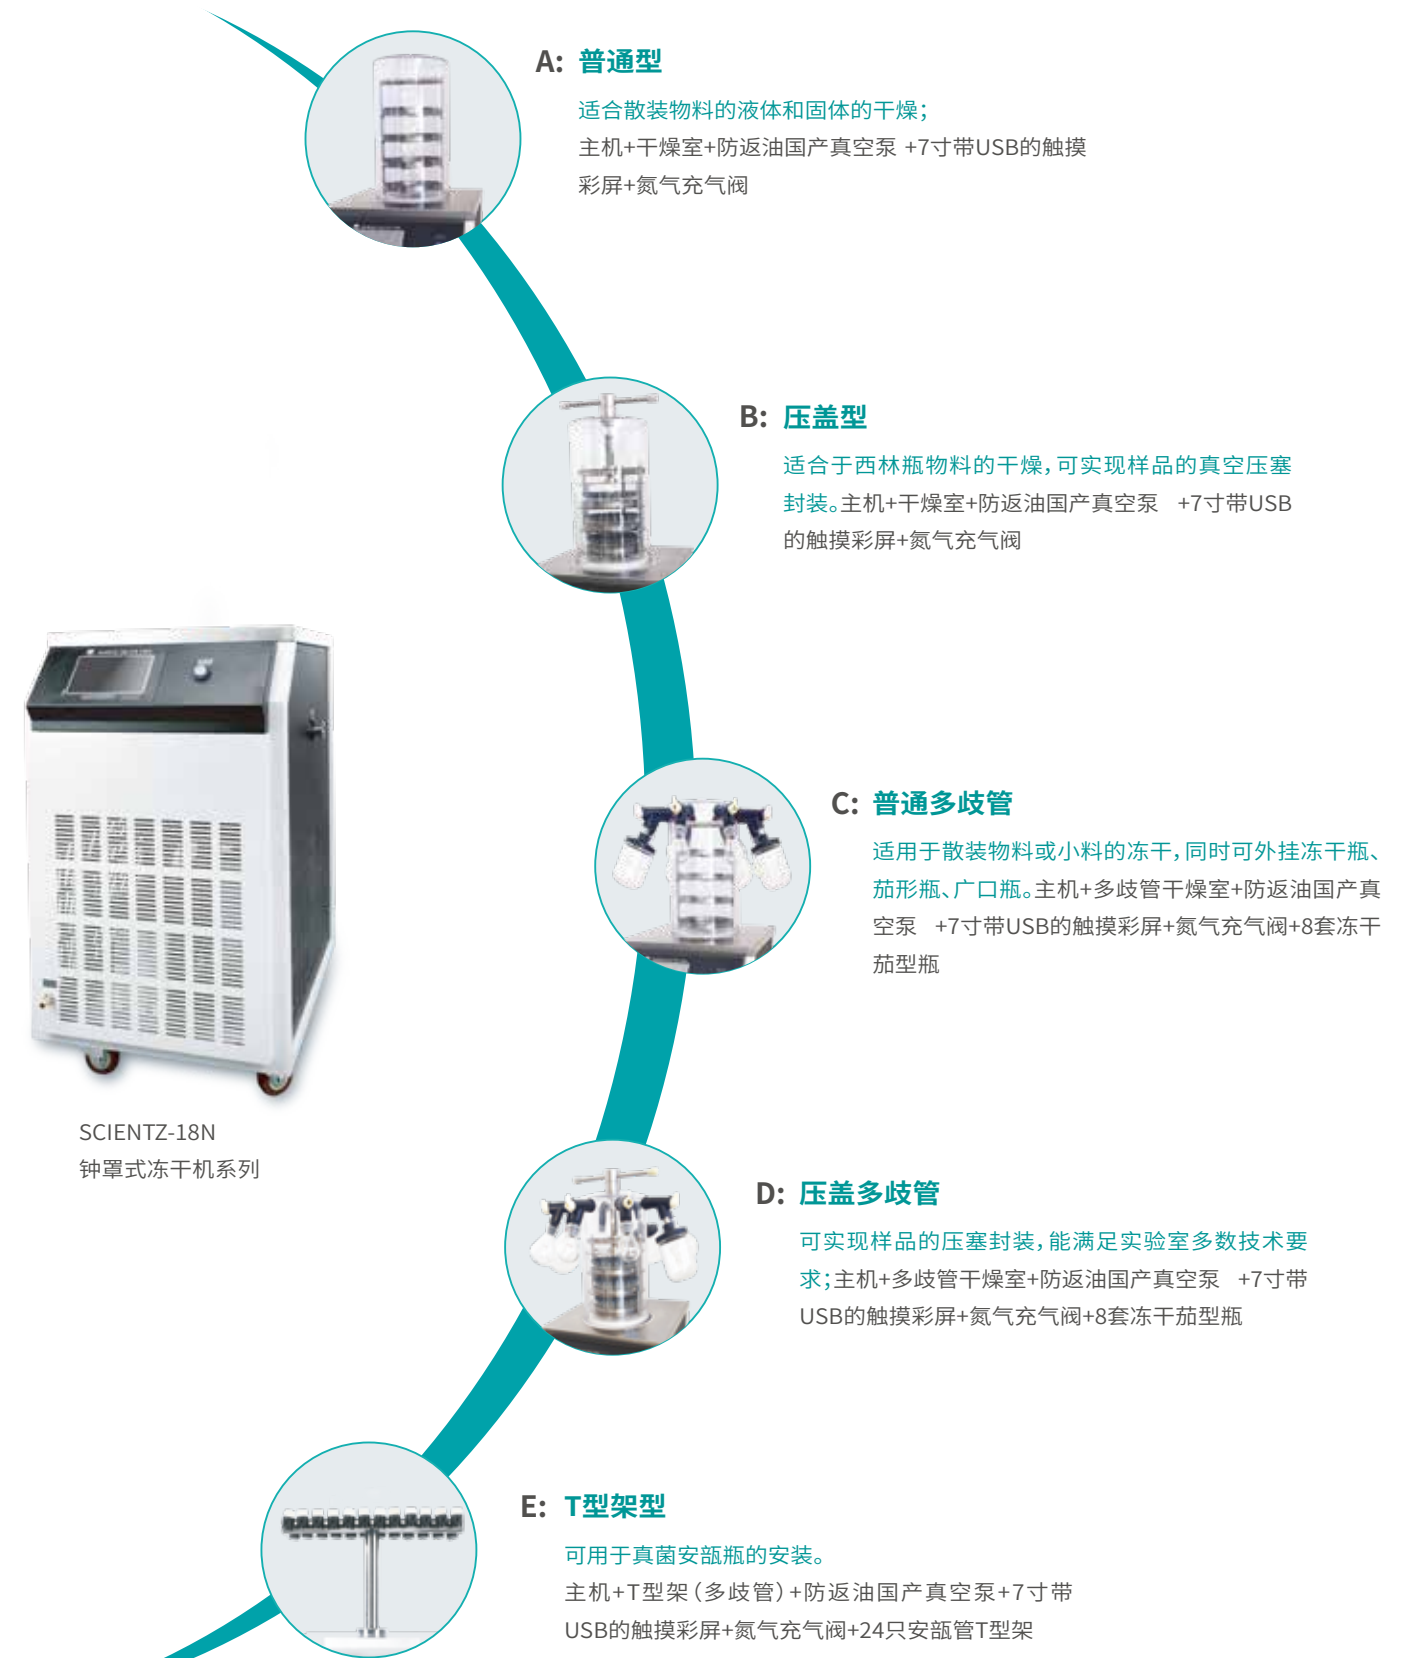 A: 普通型
适合散装物料的液体和固体的干燥；
主机+干燥室+防返油国产真空泵 +7寸带USB的触摸
彩屏+氮气充气阀
B: 压盖型
适合于西林瓶物料的干燥，可实现样品的真空压塞
封装。主机+干燥室+防返油国产真空泵 +7寸带USB
的触摸彩屏+氮气充气阀
C: 普通多歧管
适用于散装物料或小料的冻干，同时可外挂冻干瓶、
茄形瓶、广口瓶。主机+多歧管干燥室+防返油国产真
空泵 +7寸带USB的触摸彩屏+氮气充气阀+8套冻干
茄型瓶
SCIENTZ-18N
钟罩式冻干机系列
D: 压盖多歧管
可实现样品的压塞封装，能满足实验室多数技术要
求；主机+多歧管干燥室+防返油国产真空泵 +7寸带
USB的触摸彩屏+氮气充气阀+8套冻干茄型瓶
E: T型架型
可用于真菌安瓿瓶的安装。
主机+T型架（多歧管）+防返油国产真空泵+7寸带
USB的触摸彩屏+氮气充气阀+24只安瓿管T型架